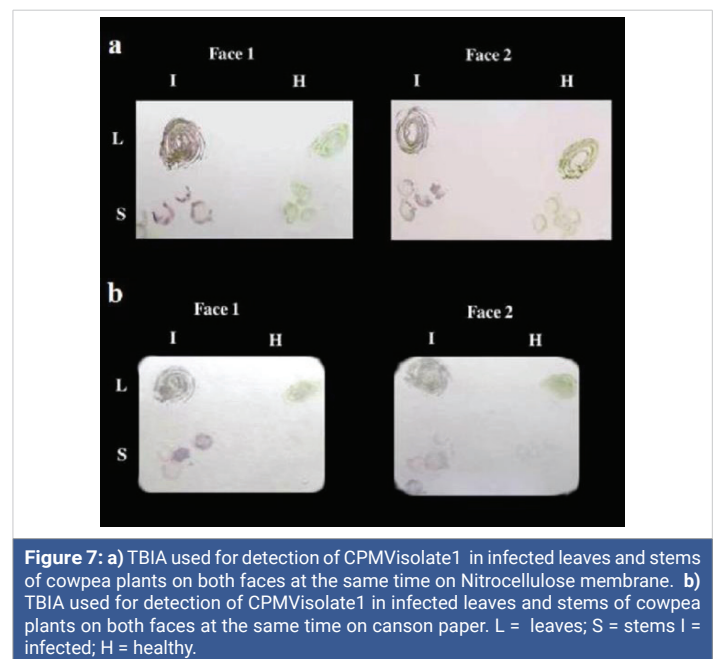 a
Face 1 Face 2
I H I H
L
S
b
Face 1 Face 2
I H I H
L
S
Figure 7: a) TBIA used for detection of CPMVisolate1 in infected leaves and stems
of cowpea plants on both faces at the same time on Nitrocellulose membrane. b)
TBIA used for detection of CPMVisolate1 in infected leaves and stems of cowpea
plants on both faces at the same time on canson paper. L = leaves; S = stems I =
infected; H = healthy.